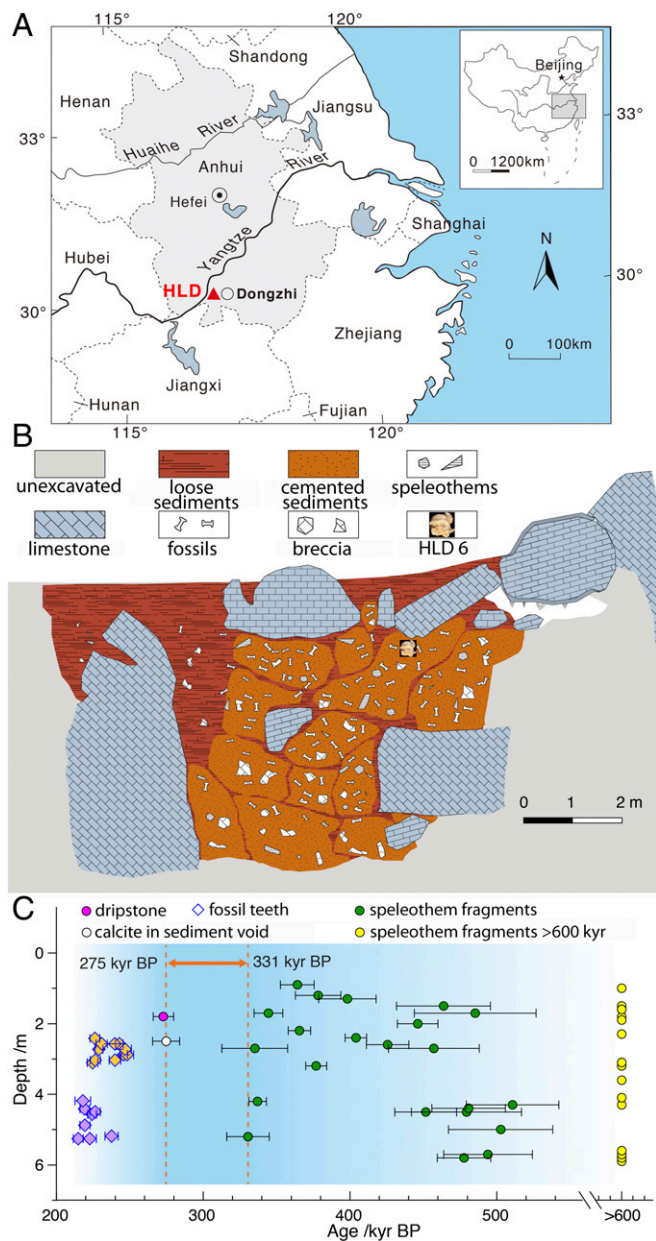 A
115°
120°
Shandong
Henan
Jiangsu
33°
33°
Huaihe River
Anhui
River
Hefei
Shanghai
Hubei
Yangtze
30°
30°
HLD
Dongzhi
Zhejiang
Jiangxi
Hunan
Fujian
115°
120°
Beijing
0 1200km
N
0 100km
B
unexcavated
loose sediments
cemented sediments
speleothems
limestone
fossils
breccia
HLD 6
0 1 2 m
C
dripstone
fossil teeth
speleothem fragments
calcite in sediment void
speleothem fragments >600 kyr
275 kyr BP
331 kyr BP
Depth /m
0
2
4
6
200 300 400 500 >600
Age /kyr BP